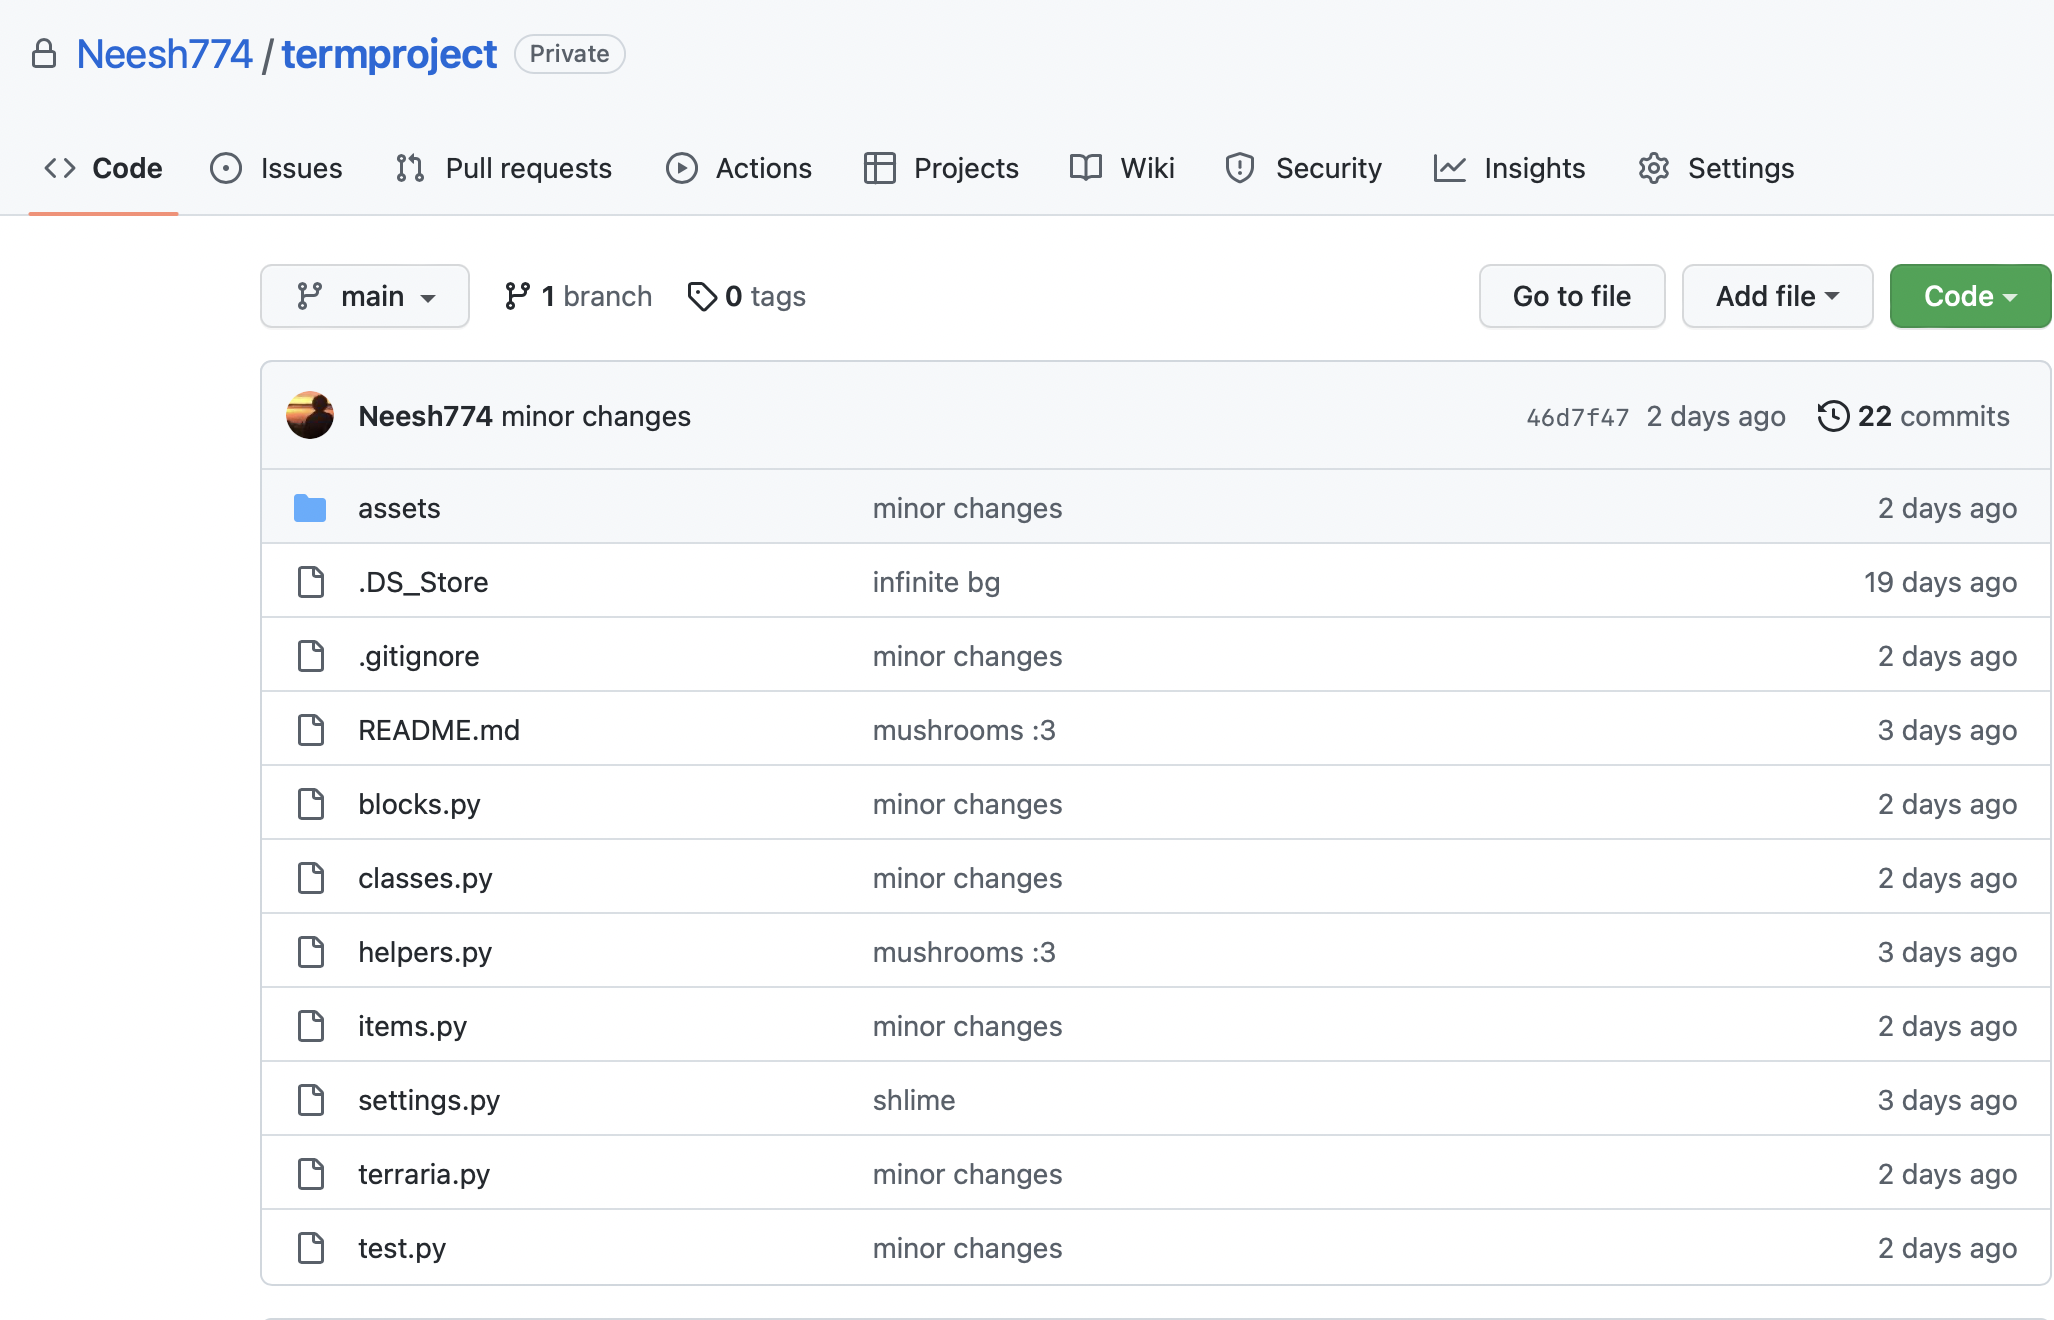 Neesh774 / termproject Private
Code Issues Pull requests Actions Projects Wiki Security Insights Settings
main 1 branch 0 tags Go to file Add file Code
Neesh774 minor changes 46d7f47 2 days ago 22 commits
assets minor changes 2 days ago
.DS_Store infinite bg 19 days ago
.gitignore minor changes 2 days ago
README.md mushrooms :3 3 days ago
blocks.py minor changes 2 days ago
classes.py minor changes 2 days ago
helpers.py mushrooms :3 3 days ago
items.py minor changes 2 days ago
settings.py shlime 3 days ago
terraria.py minor changes 2 days ago
test.py minor changes 2 days ago